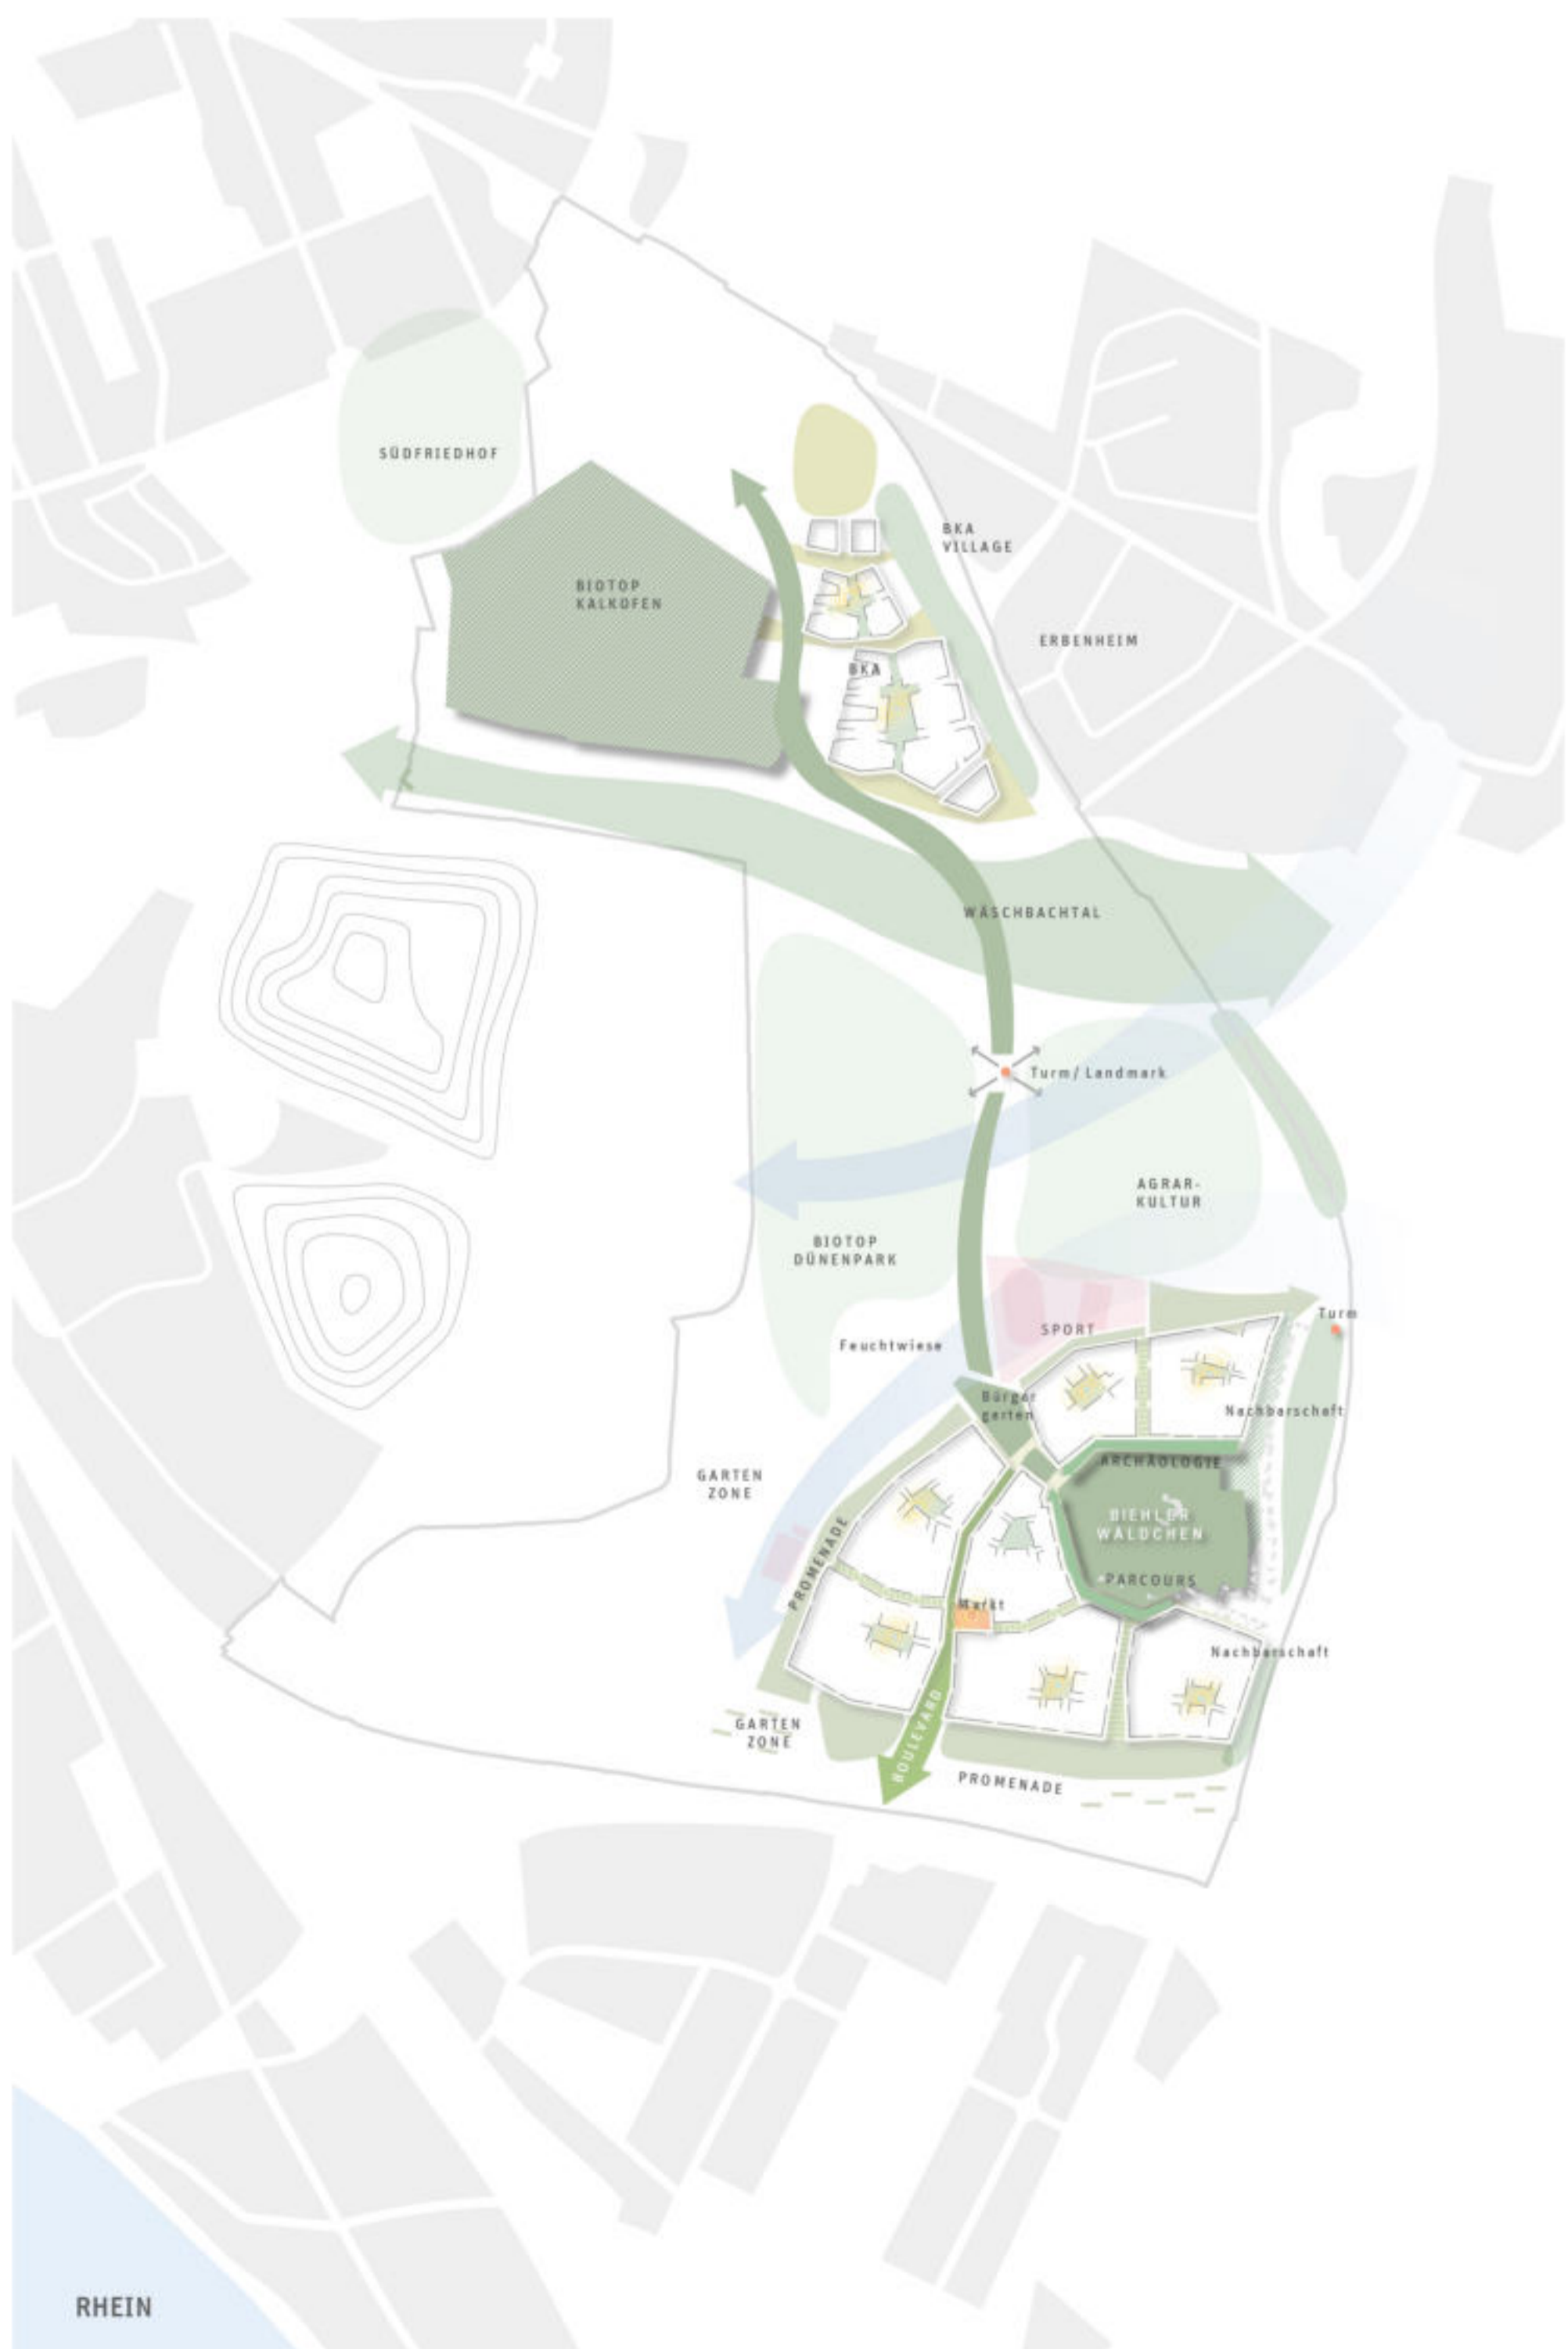 SÜDFRIEDHOF
BKA
VILLAGE
BIOTOP
KALKOFEN
ERBENHEIM
BKA
WÄSCHBACHTAL
Turm/ Landmark
AGRAR-
KULTUR
BIOTOP
DÜNENPARK
Turm
SPORT
Feuchtwiese
Bürger
garten
Nachbarschaft
ARCHÄOLOGIE
GARTEN
ZONE
BIEHLER
WÄLDCHEN
PROMENADE
PARCOURS
Markt
Nachbarschaft
GARTEN
ZONE
BOULEVARD
PROMENADE
RHEIN